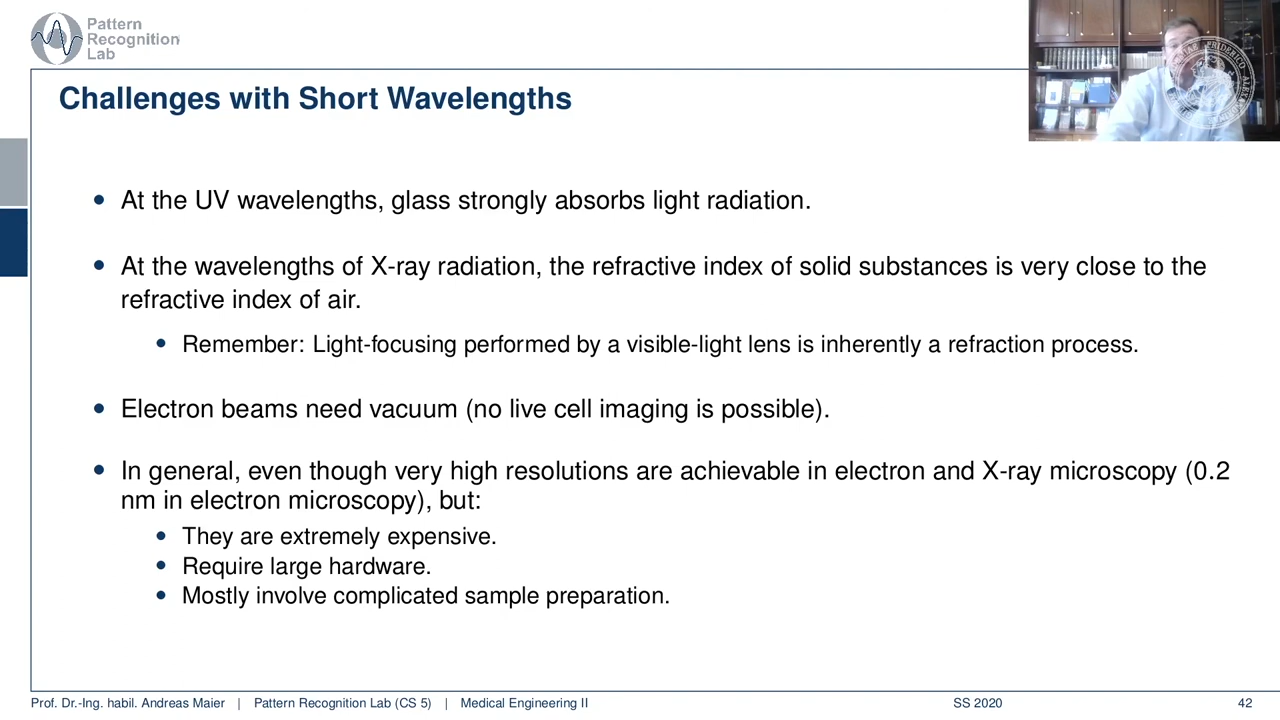 Pattern
Recognition
Lab
Challenges with Short Wavelengths
• At the UV wavelengths, glass strongly absorbs light radiation.
• At the wavelengths of X-ray radiation, the refractive index of solid substances is very close to the
refractive index of air.
• Remember: Light-focusing performed by a visible-light lens is inherently a refraction process.
• Electron beams need vacuum (no live cell imaging is possible).
• In general, even though very high resolutions are achievable in electron and X-ray microscopy (0.2
nm in electron microscopy), but:
• They are extremely expensive.
• Require large hardware.
• Mostly involve complicated sample preparation.
Prof. Dr.-Ing. habil. Andreas Maier | Pattern Recognition Lab (CS 5) | Medical Engineering II SS 2020 42